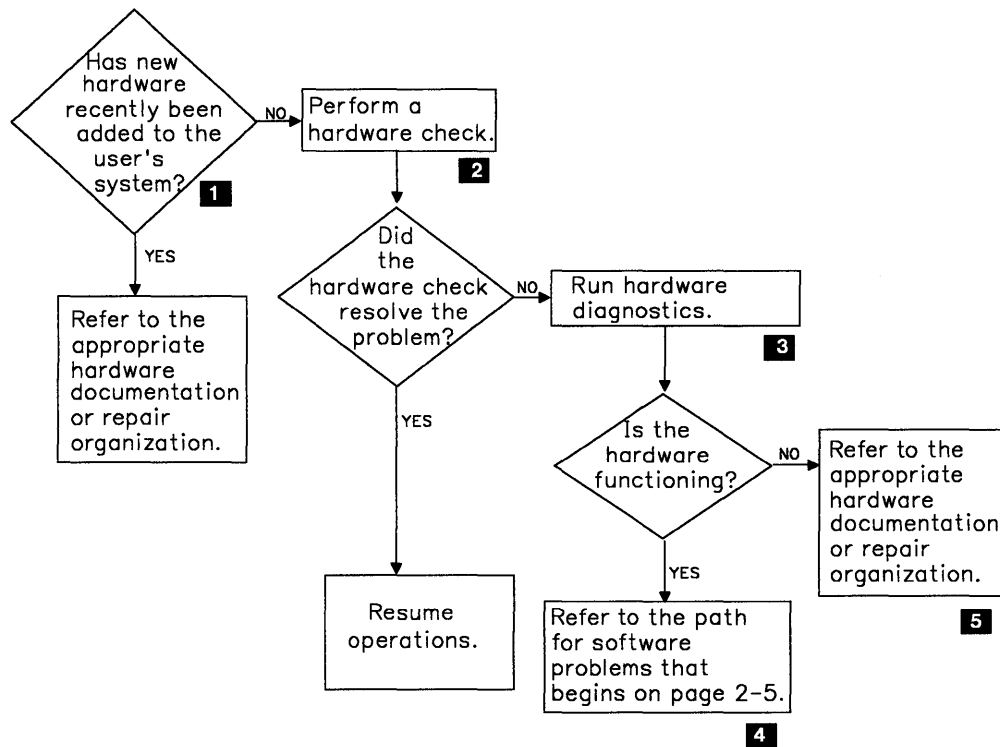 Has new
hardware
recently been
added to the
user's
system?
1
NO
Perform a
hardware check.
2
YES
Refer to the
appropriate
hardware
documentation
or repair
organization.
Did
the
hardware check
resolve the
problem?
NO
Run hardware
diagnostics.
3
YES
Resume
operations.
Is the
hardware
functioning?
NO
Refer to the
appropriate
hardware
documentation
or repair
organization.
5
YES
Refer to the path
for software
problems that
begins on page 2-5.
4